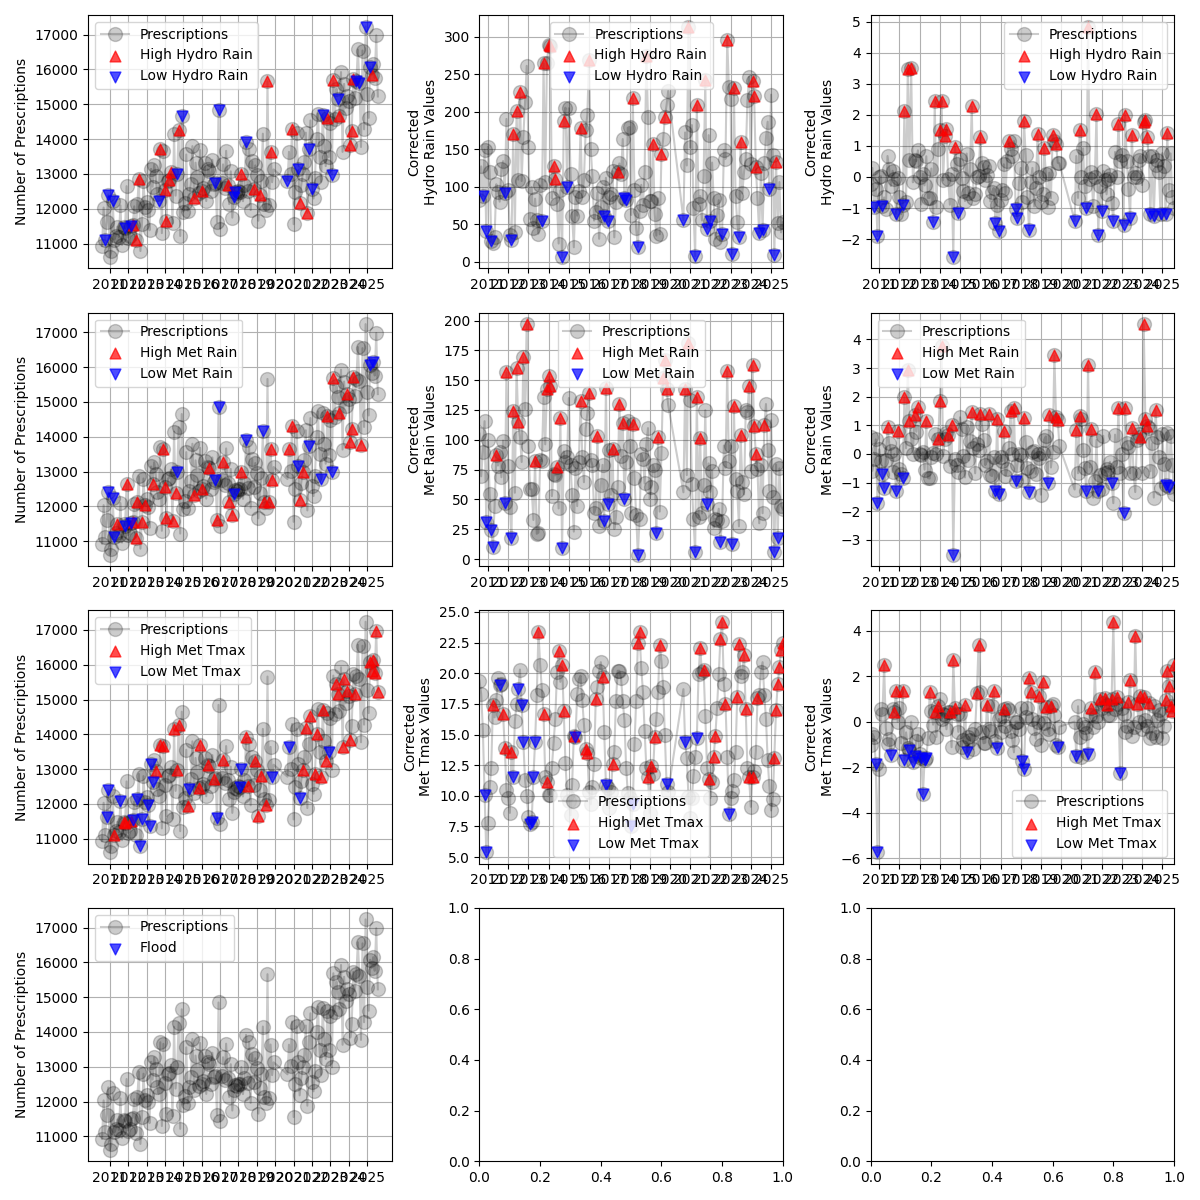 Number of Prescriptions
17000
16000
15000
14000
13000
12000
11000
Prescriptions
High Hydro Rain
Low Hydro Rain
Corrected
Hydro Rain Values
300
250
200
150
100
50
0
Prescriptions
High Hydro Rain
Low Hydro Rain
Corrected
Hydro Rain Values
5
4
3
2
1
0
−1
−2
Prescriptions
High Hydro Rain
Low Hydro Rain
Number of Prescriptions
17000
16000
15000
14000
13000
12000
11000
Prescriptions
High Met Rain
Low Met Rain
Corrected
Met Rain Values
200
175
150
125
100
75
50
25
0
Prescriptions
High Met Rain
Low Met Rain
Corrected
Met Rain Values
4
3
2
1
0
−1
−2
−3
Prescriptions
High Met Rain
Low Met Rain
Number of Prescriptions
17000
16000
15000
14000
13000
12000
11000
Prescriptions
High Met Tmax
Low Met Tmax
Corrected
Met Tmax Values
25.0
22.5
20.0
17.5
15.0
12.5
10.0
7.5
5.0
Prescriptions
High Met Tmax
Low Met Tmax
Corrected
Met Tmax Values
4
2
0
−2
−4
−6
Prescriptions
High Met Tmax
Low Met Tmax
Number of Prescriptions
17000
16000
15000
14000
13000
12000
11000
Prescriptions
Flood
1.0
0.8
0.6
0.4
0.2
0.0
0.0 0.2 0.4 0.6 0.8 1.0
1.0
0.8
0.6
0.4
0.2
0.0
0.0 0.2 0.4 0.6 0.8 1.0